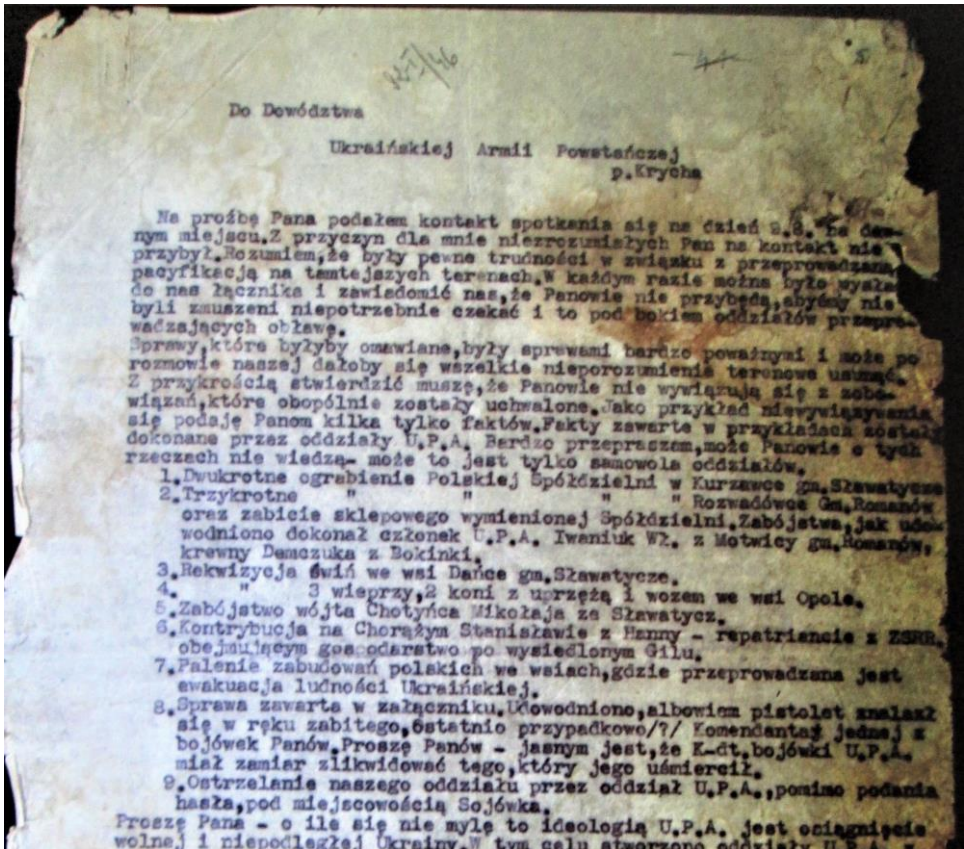 5
Do Dowództwa
Ukraińskiej Armii Powstańczej
p.Krycha
Na proźbę Pana podałem kontakt spotkania się na dzień na
nym miejscu.Z przyczyn dla mnie niezrozumiałych Pan na kontakt nie
przybył.Rozumiem,że były pewne trudności w związku z przeprowadzaną
pacyfikacją na tamtejszych terenach.W każdym razie można było wysłać
do nas łącznika i zawiadomić nas,że Panowie nie przybędą,abyśmy nie
byli zmuszeni niepotrzebnie czekać i to pod bokiem oddziałów przepro-
wadzających obławę.
Sprawy,które byłyby omawiane,były sprawami bardzo poważnymi i może po
rozmowie naszej dałoby się wszelkie nieporozumienia terenowe usunąć.
Z przykrością stwierdzić muszę,że Panowie nie wywiązują się z zobo-
wiązań,które obopólnie zostały uchwalone.Jako przykład niewywiązywania
się podaję Panom kilka tylko faktów.Fakty zawarte w przykładach zostały
dokonane przez oddziały U.P.A. Bardzo przepraszam,może Panowie o tych
rzeczach nie wiedzą- może to jest tylko samowola oddziałów.
1.Dwukrotne ograbienie Polskiej Spółdzielni w Kurzawce gm.Sławatycze
2.Trzykrotne " " " " Rozwadówce Gm.Romanów
oraz zabicie sklepowego wymienionej Spółdzielni.Zabójstwa,jak udo-
wodniono dokonał członek U.P.A. Iwaniuk Wł. z Motwicy gm.Romanów,
krewny Demczuka z Bokinki.
3.Rekwizycja świń we wsi Dańce gm.Sławatycze.
4. " 3 wieprzy,2 koni z uprzężą i wozem we wsi Opole.
5.Zabójstwo wójta Chotyńca Mikołaja ze Sławatycz.
6.Kontrybucja na Chorążym Stanisławie z Hanny - repatriancie z ZSRR,
obejmującym gospodarstwo po wysiedlonym Gilu.
7.Palenie zabudowań polskich we wsiach,gdzie przeprowadzana jest
ewakuacja ludności Ukraińskiej.
8.Sprawa zawarta w załączniku.Udowodniono,albowiem pistolet znalazł
się w ręku zabitego,ostatnio przypadkowo/?/ Komendanta jednej z
bojówek Panów.Proszę Panów - jasnym jest,że K-dt.bojówki U.P.A.
miał zamiar zlikwidować tego,który jego uśmiercił.
9.Ostrzelanie naszego oddziału przez oddział U.P.A.,pomimo podania
hasła,pod miejscowością Sojówka.
Proszę Pana - o ile się nie mylę to ideologią U.P.A. jest osiągnięcie
wolnej i niepodległej Ukrainy.W tym celu stworzono oddziały U.P.A. z